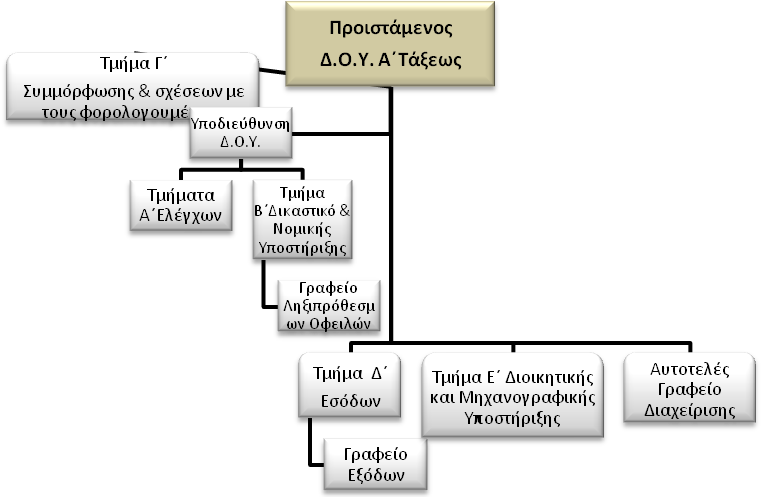 Προιστάμενος
Δ.Ο.Υ. Α΄Τάξεως
Τμήμα Γ΄
Συμμόρφωσης & σχέσεων με
τους φορολογουμέ
Υποδιεύθυνση
Δ.Ο.Υ.
Τμήματα
Α΄Ελέγχων
Τμήμα
Β΄Δικαστικό &
Νομικής
Υποστήριξης
Γραφείο
Ληξιπρόθεσμ
ων Οφειλών
Τμήμα Δ΄
Εσόδων
Γραφείο
Εξόδων
Τμήμα Ε΄ Διοικητικής
και Μηχανογραφικής
Υποστήριξης
Αυτοτελές
Γραφείο
Διαχείρισης